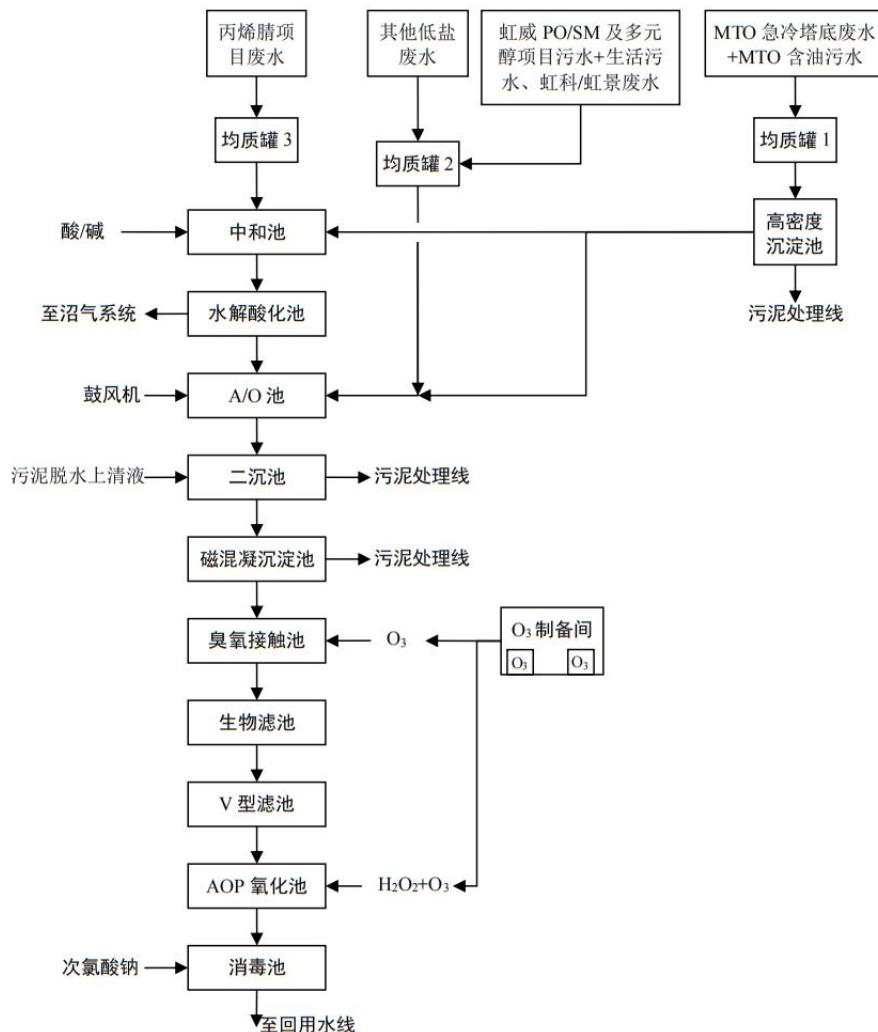 丙烯腈项
目废水
其他低盐
废水
虹威 PO/SM 及多元
醇项目污水+生活污
水、虹科/虹景废水
MTO 急冷塔底废水
+MTO 含油污水
均质罐 3
均质罐 2
均质罐 1
酸/碱
中和池
高密度
沉淀池
至沼气系统
水解酸化池
污泥处理线
鼓风机
A/O 池
污泥脱水上清液
二沉池
污泥处理线
磁混凝沉淀池
污泥处理线
臭氧接触池
O₃
O₃ 制备间
O₃
O₃
生物滤池
V 型滤池
AOP 氧化池
H₂O₂+O₃
次氯酸钠
消毒池
至回用水线